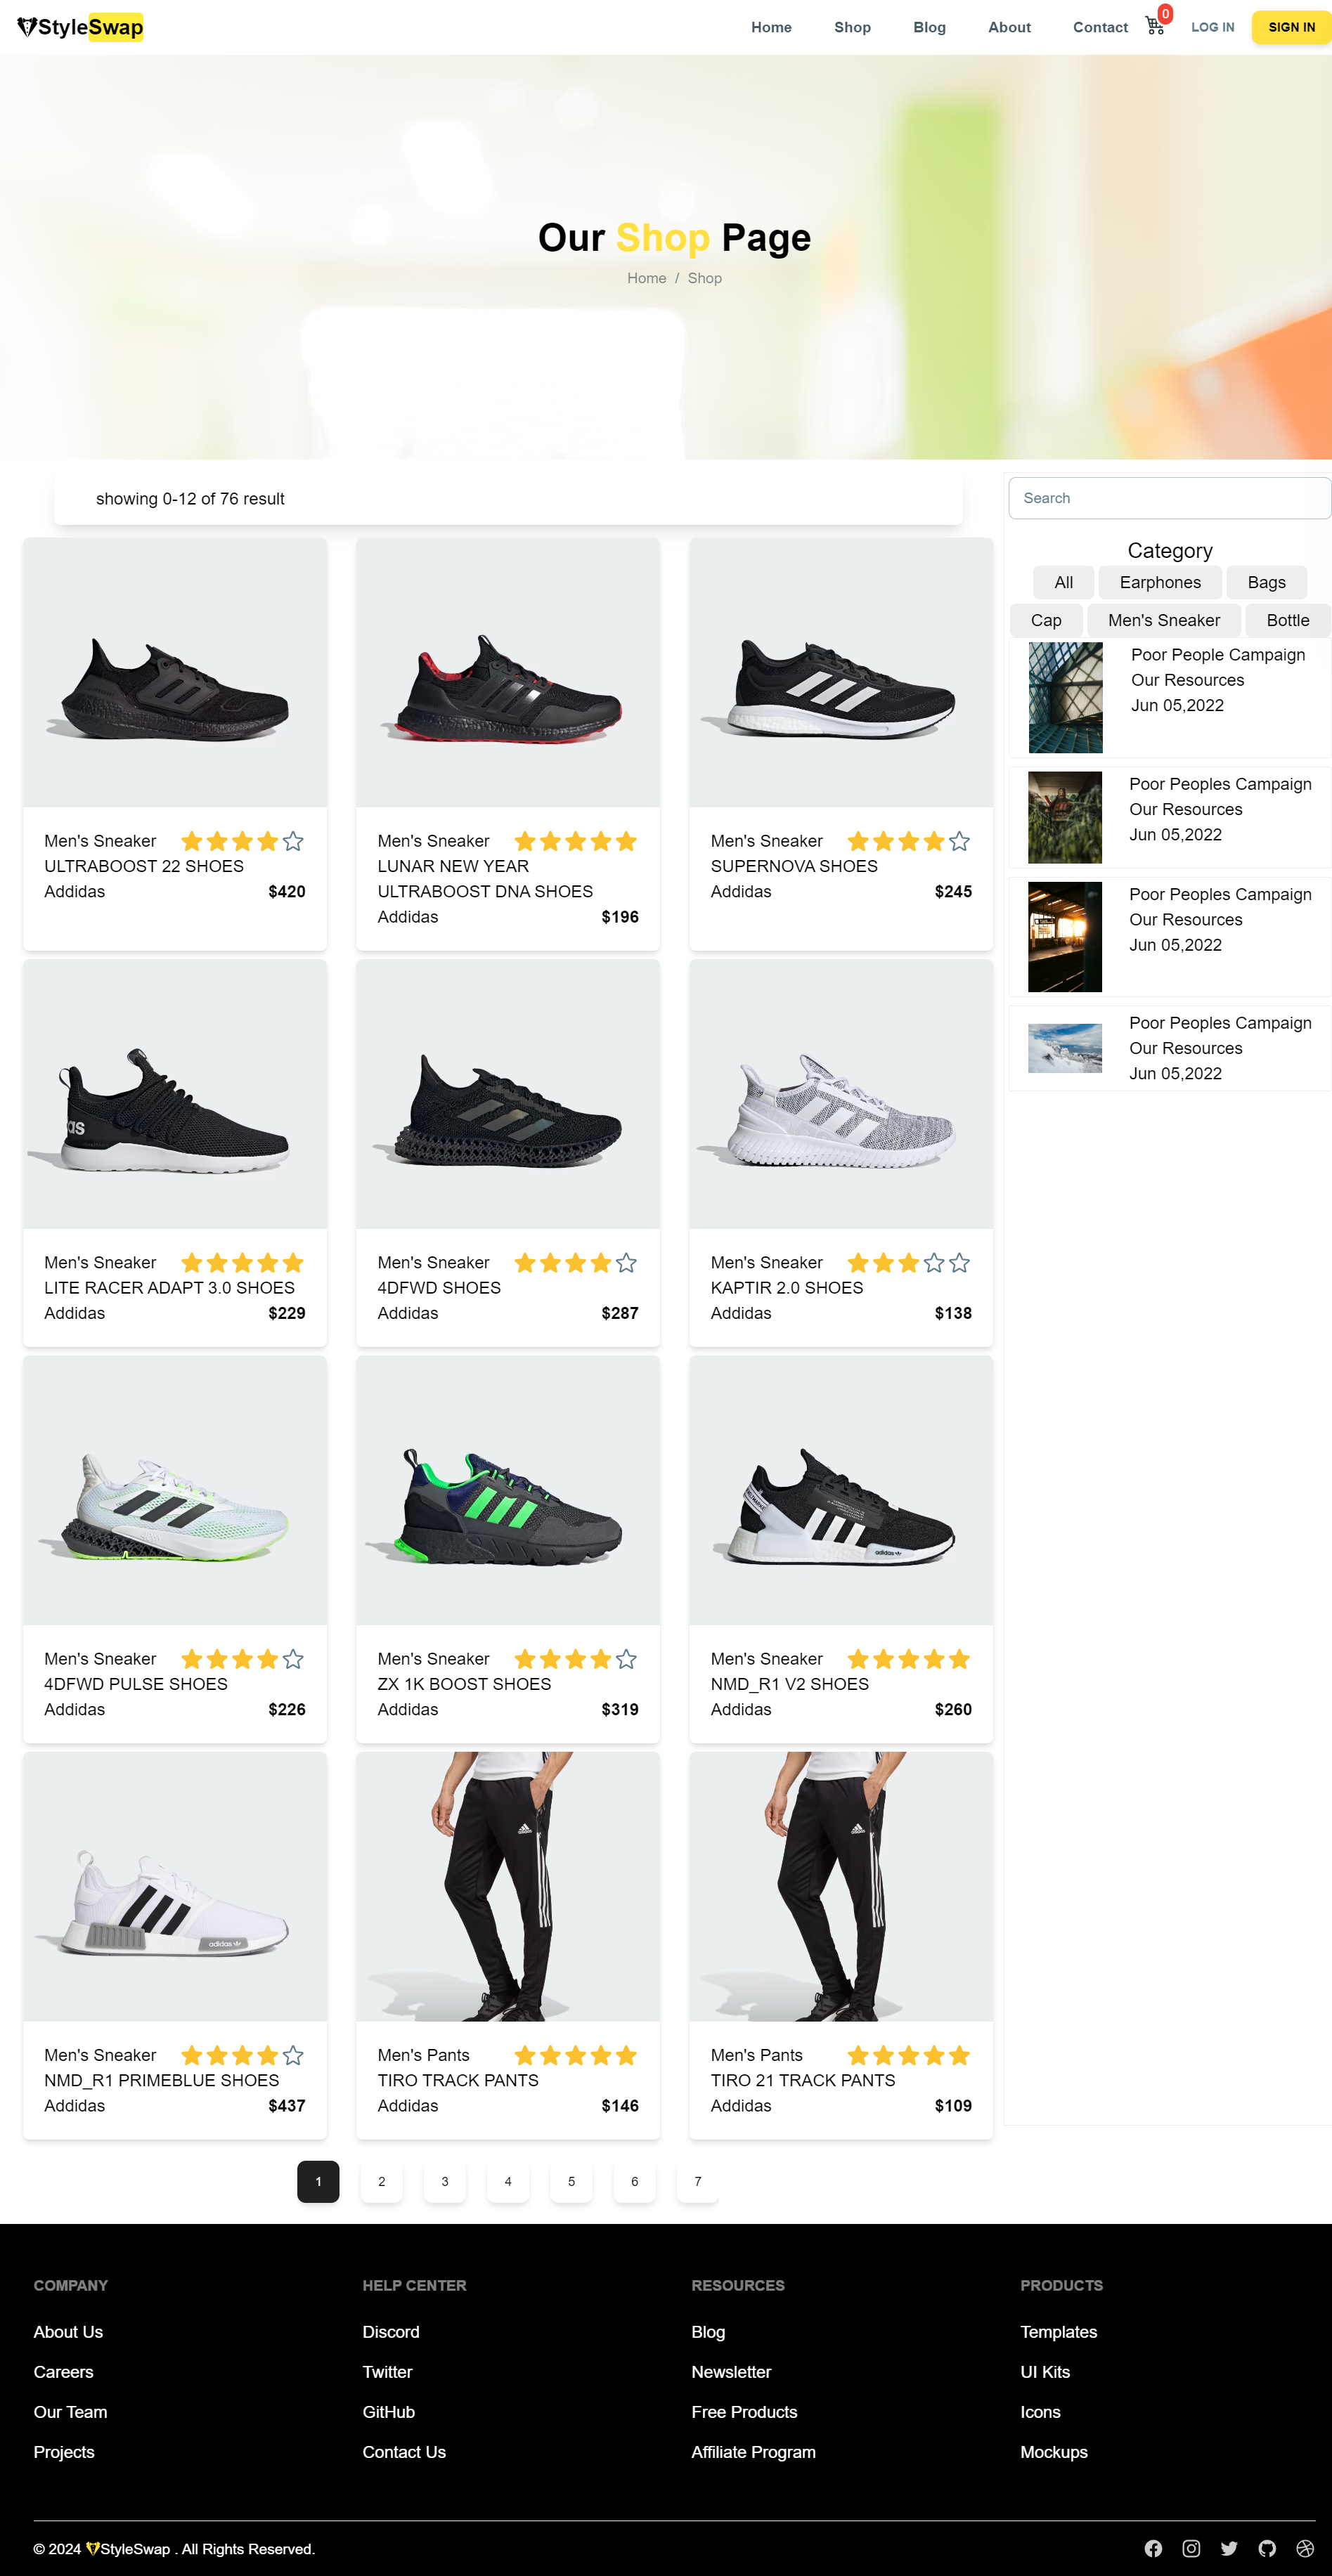 StyleSwap
Home Shop Blog About Contact 0 LOG IN SIGN IN
Our Shop Page
Home / Shop
showing 0-12 of 76 result
Search
Category
All Earphones Bags
Cap Men's Sneaker Bottle
Poor People Campaign
Our Resources
Jun 05,2022
Poor Peoples Campaign
Our Resources
Jun 05,2022
Poor Peoples Campaign
Our Resources
Jun 05,2022
Poor Peoples Campaign
Our Resources
Jun 05,2022
Men's Sneaker
ULTRABOOST 22 SHOES
Addidas $420
Men's Sneaker
LUNAR NEW YEAR
ULTRABOOST DNA SHOES
Addidas $196
Men's Sneaker
SUPERNOVA SHOES
Addidas $245
as
Men's Sneaker
LITE RACER ADAPT 3.0 SHOES
Addidas $229
Men's Sneaker
4DFWD SHOES
Addidas $287
Men's Sneaker
KAPTIR 2.0 SHOES
Addidas $138
Men's Sneaker
4DFWD PULSE SHOES
Addidas $226
Men's Sneaker
ZX 1K BOOST SHOES
Addidas $319
adidas
Men's Sneaker
NMD_R1 V2 SHOES
Addidas $260
adidas
Men's Sneaker
NMD_R1 PRIMEBLUE SHOES
Addidas $437
adidas
Men's Pants
TIRO TRACK PANTS
Addidas $146
adidas
Men's Pants
TIRO 21 TRACK PANTS
Addidas $109
1 2 3 4 5 6 7
COMPANY
About Us
Careers
Our Team
Projects
HELP CENTER
Discord
Twitter
GitHub
Contact Us
RESOURCES
Blog
Newsletter
Free Products
Affiliate Program
PRODUCTS
Templates
UI Kits
Icons
Mockups
© 2024 StyleSwap . All Rights Reserved.